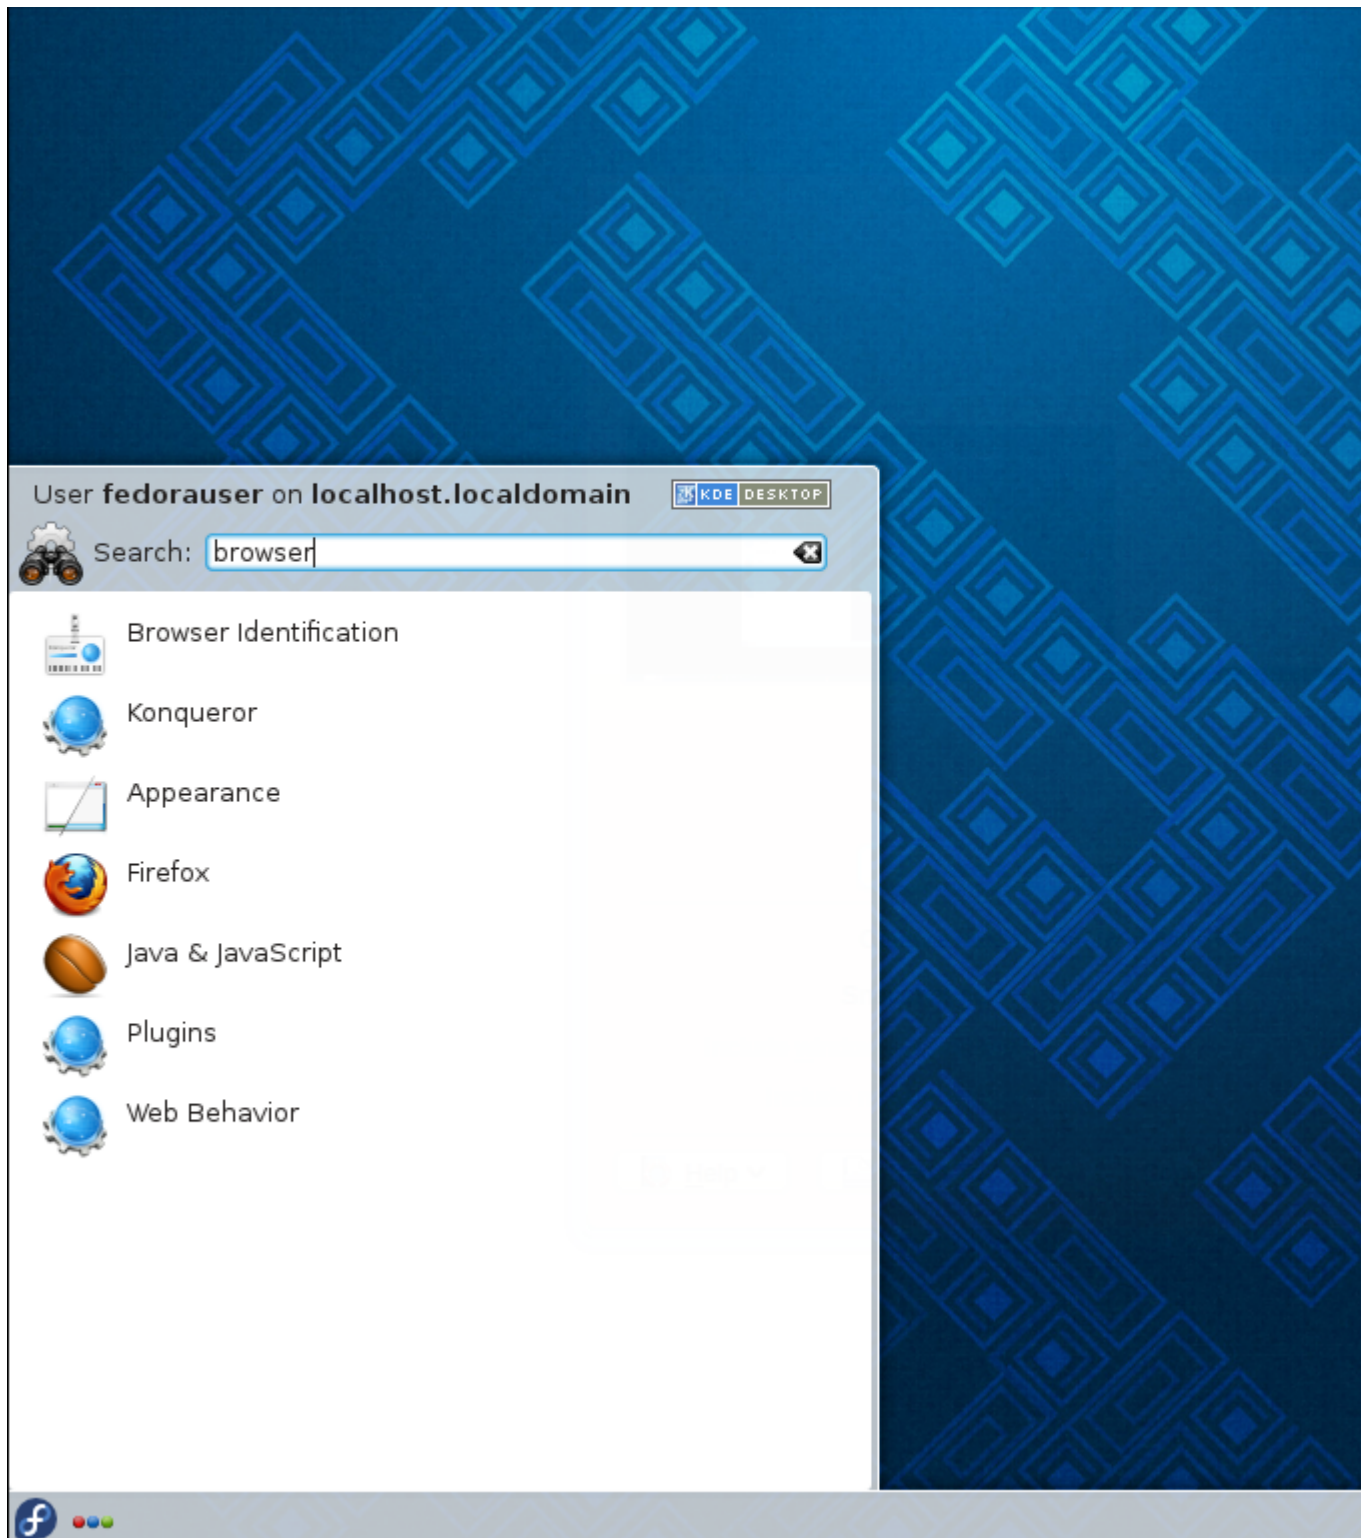 User fedorauser on localhost.localdomain KDE DESKTOP
Search: browser
Browser Identification
Konqueror
Appearance
Firefox
Java & JavaScript
Plugins
Web Behavior